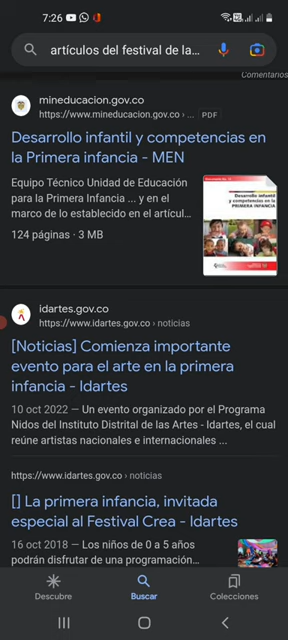 7:26
artículos del festival de la...
Comentarios
mineducacion.gov.co
https://www.mineducacion.gov.co › ... PDF
Desarrollo infantil y competencias en
la Primera infancia - MEN
Equipo Técnico Unidad de Educación
para la Primera Infancia ... y en el
marco de lo establecido en el artícul...
124 páginas · 3 MB
Desarrollo infantil
y competencias
en la
PRIMERA INFANCIA
idartes.gov.co
https://www.idartes.gov.co › noticias
[Noticias] Comienza importante
evento para el arte en la primera
infancia - Idartes
10 oct 2022 — Un evento organizado por el Programa
Nidos del Instituto Distrital de las Artes - Idartes, el cual
reúne artistas nacionales e internacionales ...
https://www.idartes.gov.co › noticias
[] La primera infancia, invitada
especial al Festival Crea - Idartes
16 oct 2018 — Los niños de 0 a 5 años
podrán disfrutar de una programación...
Descubre
Buscar
Colecciones